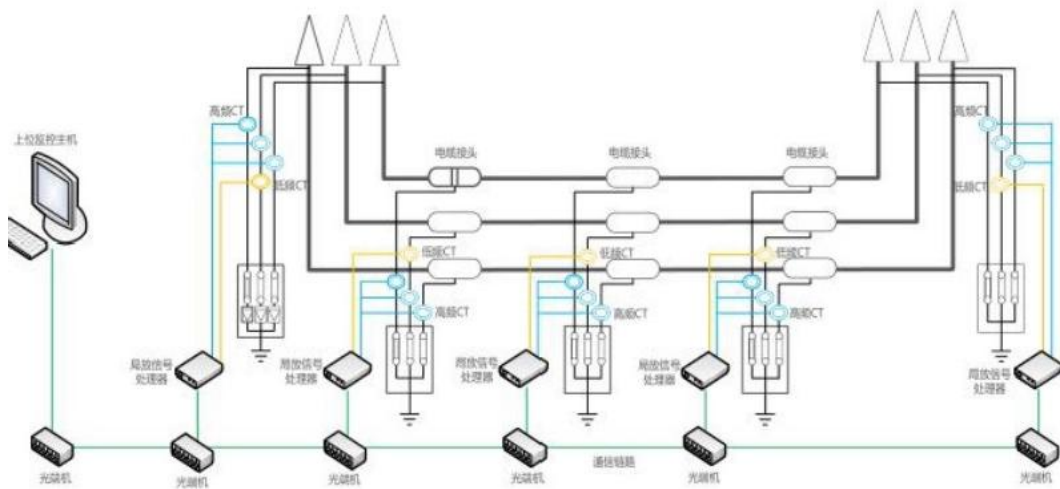 高频CT
高频CT
上位监控主机
电缆接头
电缆接头
电缆接头
低频CT
低频CT
低频CT
低频CT
低频CT
高频CT
高频CT
高频CT
局放信号
处理器
局放信号
处理器
局放信号
处理器
局放信号
处理器
局放信号
处理器
通信链路
光端机
光端机
光端机
光端机
光端机
光端机